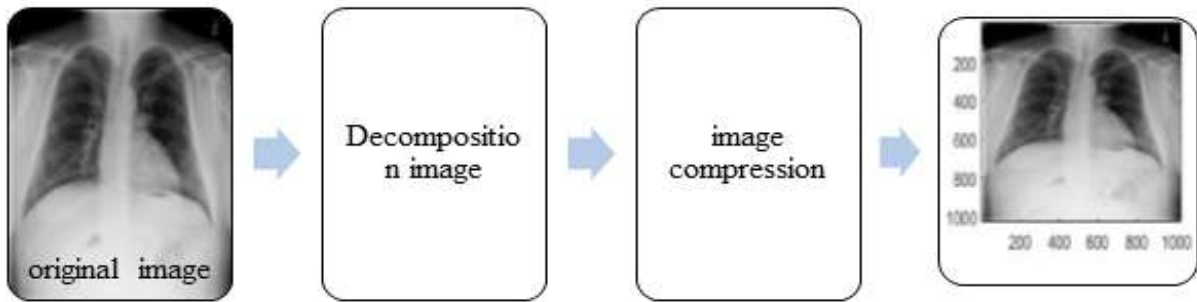 original image
Decompositio
n image
image
compression
200
400
600
800
1000
200 400 600 800 1000